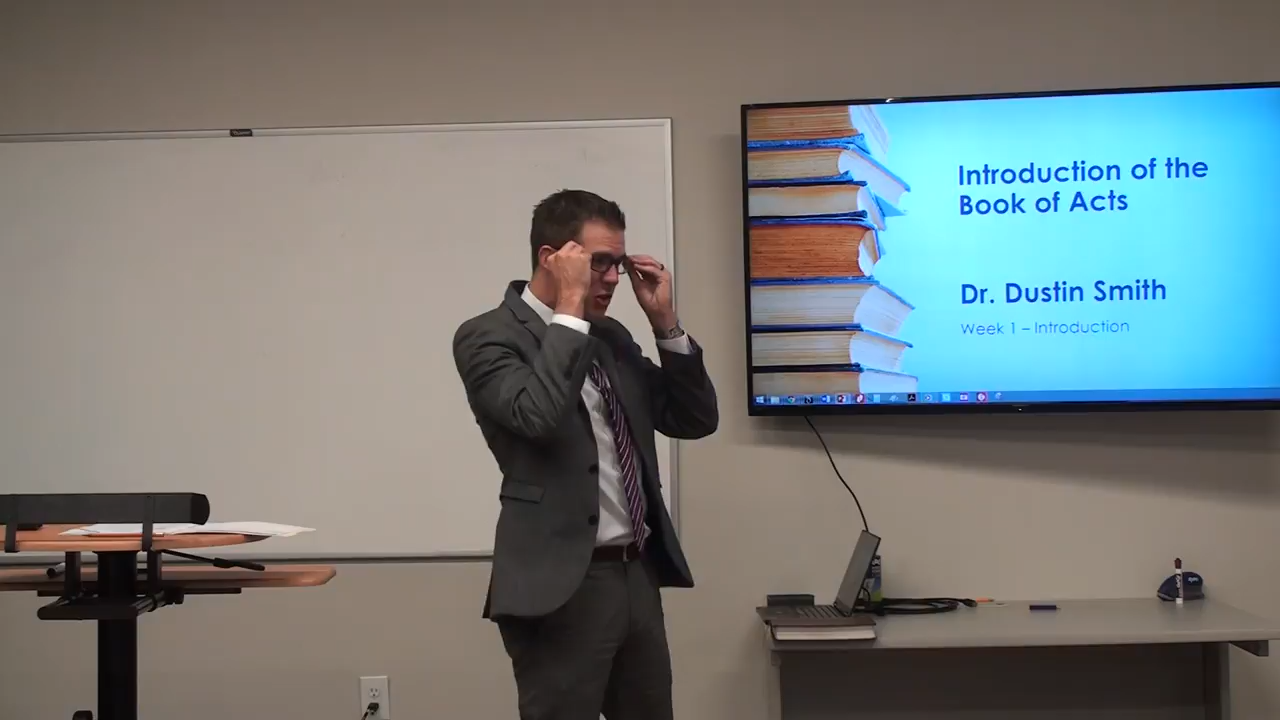 Introduction of the
Book of Acts
Dr. Dustin Smith
Week 1 – Introduction